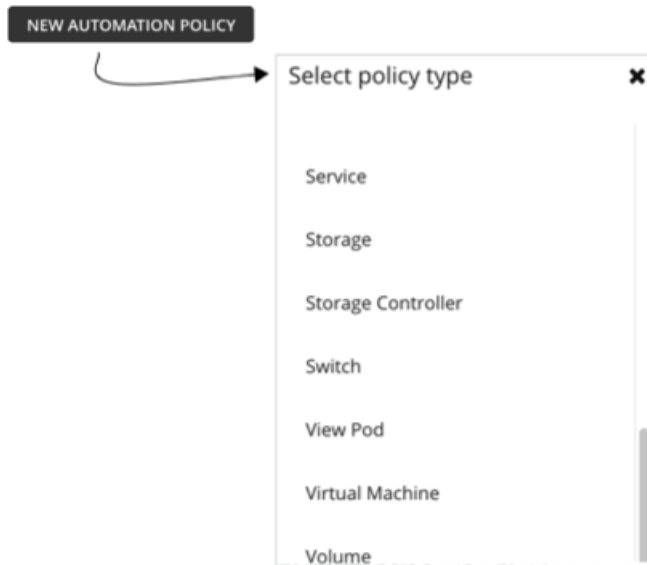 NEW AUTOMATION POLICY
Select policy type
Service
Storage
Storage Controller
Switch
View Pod
Virtual Machine
Volume